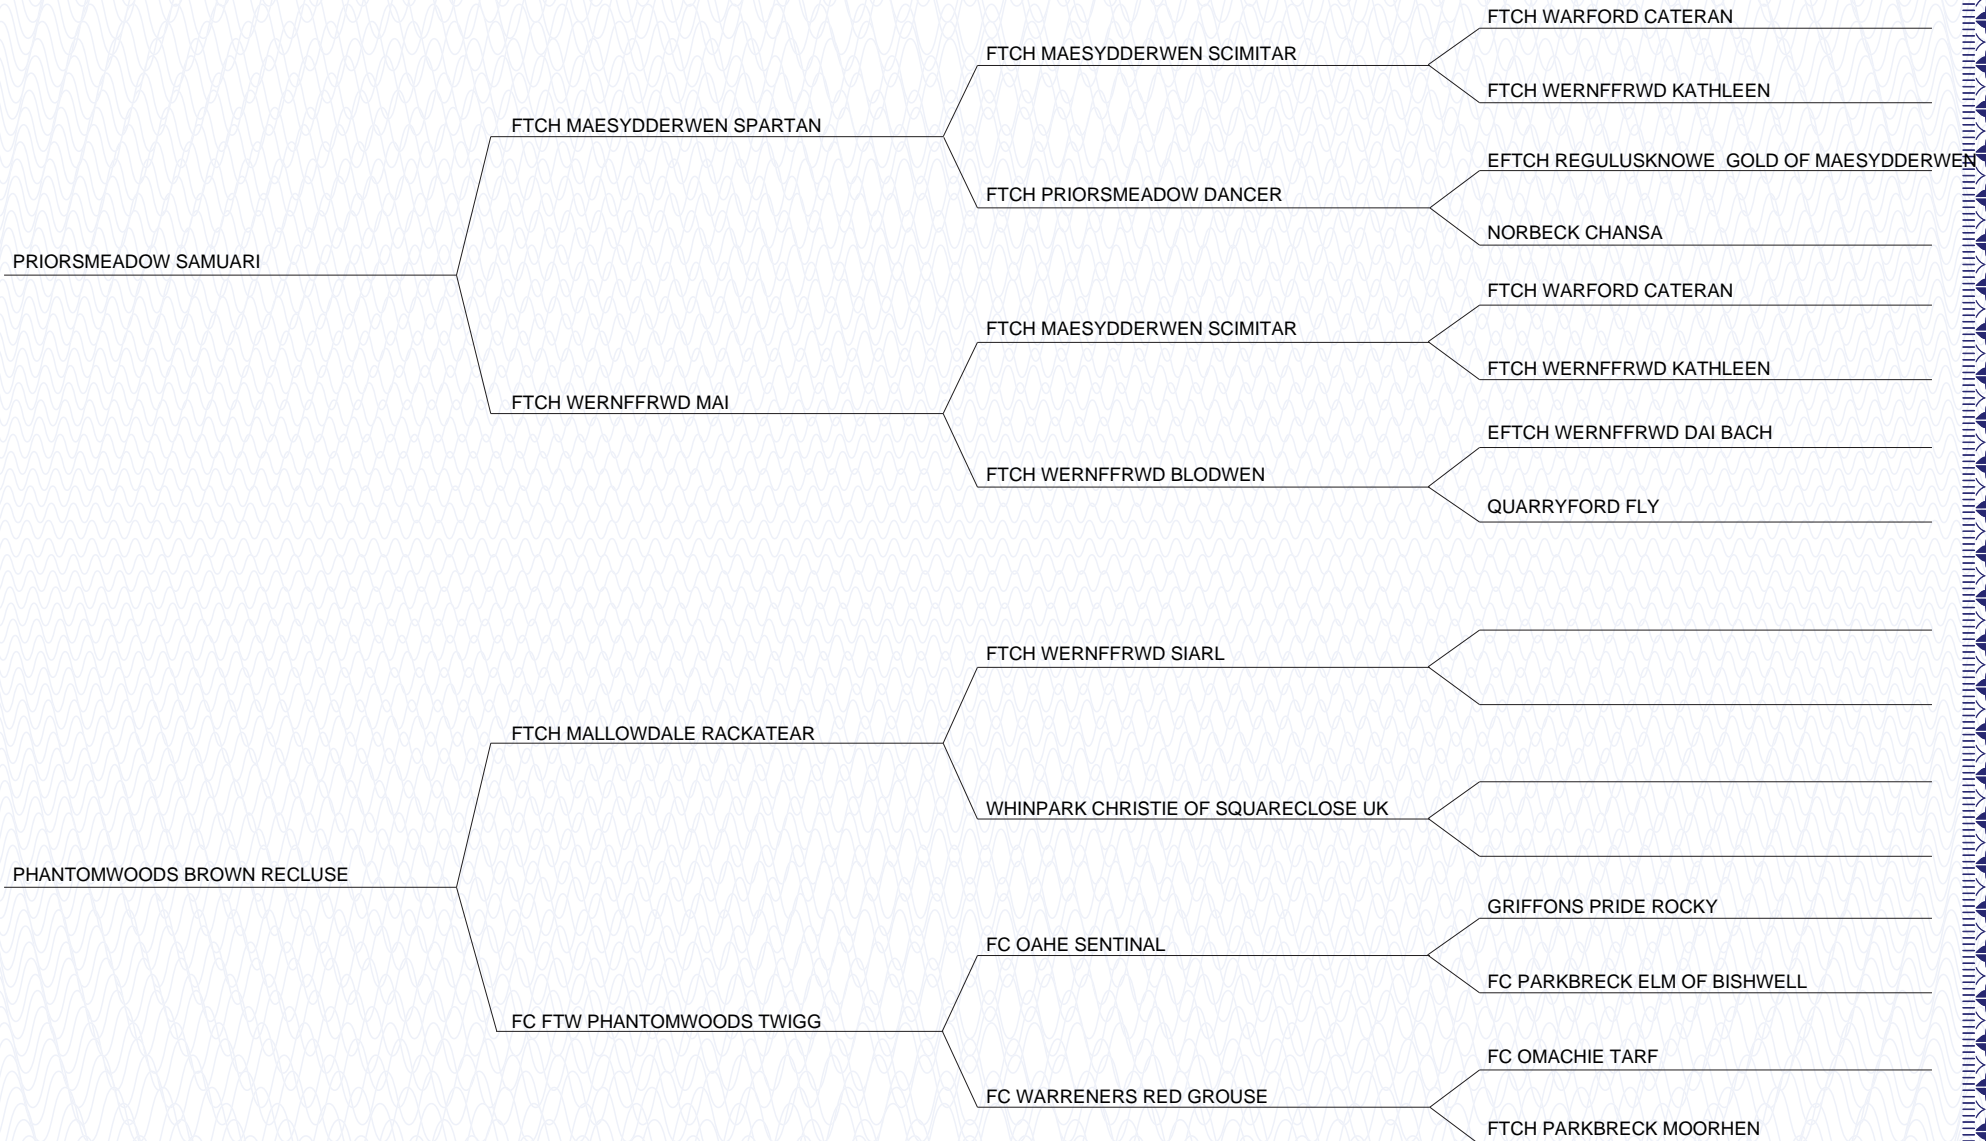 FTCH WARFORD CATERAN
FTCH MAESYDDERWEN SCIMITAR
FTCH WERNFFRWD KATHLEEN
FTCH MAESYDDERWEN SPARTAN
EFTCH REGULUSKNOWE  GOLD OF MAESYDDERWEN
FTCH PRIORSMEADOW DANCER
NORBECK CHANSA
PRIORSMEADOW SAMUARI
FTCH WARFORD CATERAN
FTCH MAESYDDERWEN SCIMITAR
FTCH WERNFFRWD KATHLEEN
FTCH WERNFFRWD MAI
EFTCH WERNFFRWD DAI BACH
FTCH WERNFFRWD BLODWEN
QUARRYFORD FLY
FTCH WERNFFRWD SIARL
FTCH MALLOWDALE RACKATEAR
WHINPARK CHRISTIE OF SQUARECLOSE UK
PHANTOMWOODS BROWN RECLUSE
GRIFFONS PRIDE ROCKY
FC OAHE SENTINAL
FC PARKBRECK ELM OF BISHWELL
FC FTW PHANTOMWOODS TWIGG
FC OMACHIE TARF
FC WARRENERS RED GROUSE
FTCH PARKBRECK MOORHEN